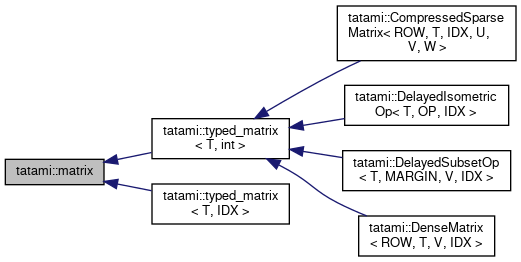 tatami::matrix
tatami::typed_matrix
< T, int >
tatami::typed_matrix
< T, IDX >
tatami::CompressedSparse
Matrix< ROW, T, IDX, U,
V, W >
tatami::DelayedIsometric
Op< T, OP, IDX >
tatami::DelayedSubsetOp
< T, MARGIN, V, IDX >
tatami::DenseMatrix
< ROW, T, V, IDX >